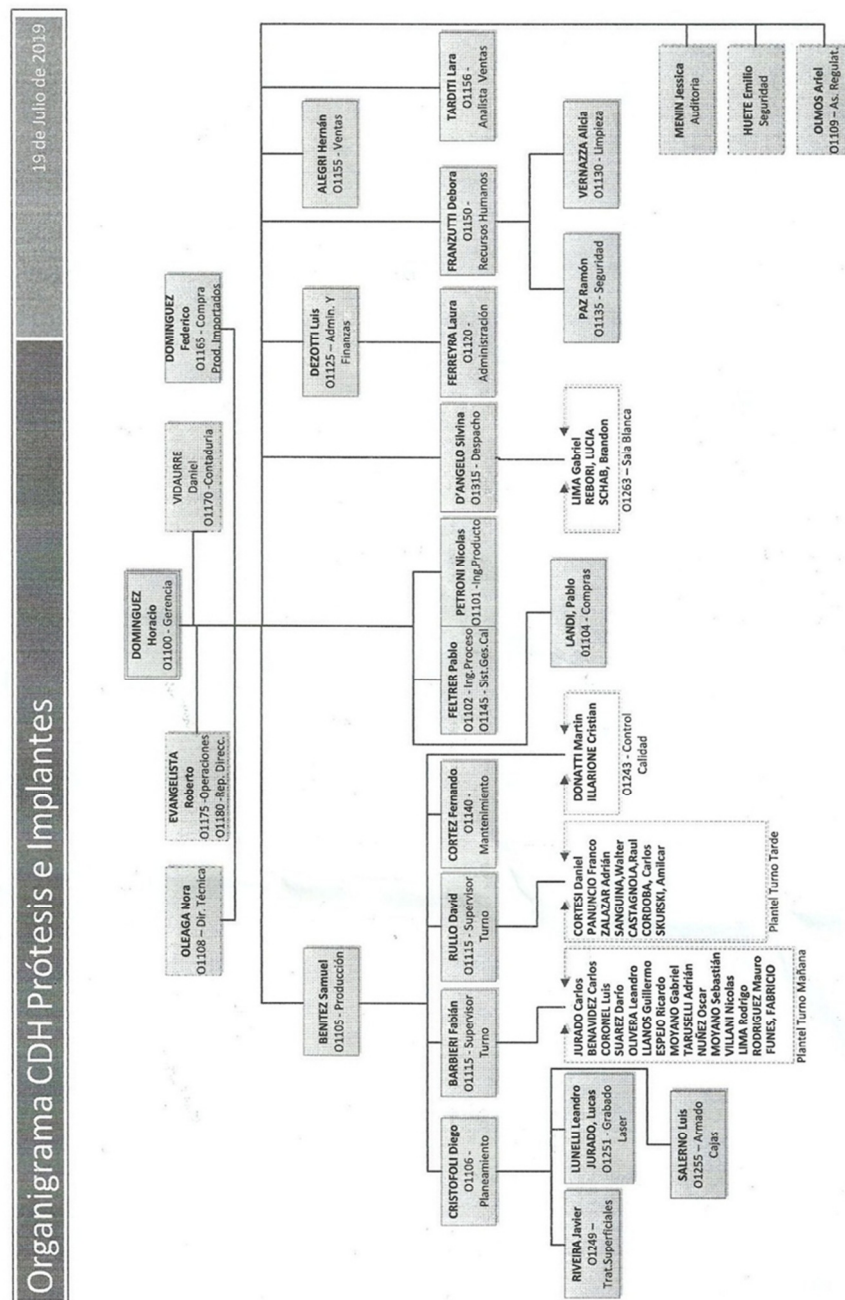 Organigrama CDH Prótesis e Implantes
19 de Julio de 2019
DOMINGUEZ
Horacio
O1100 - Gerencia
OLEAGA Nora
O1108 – Dir. Técnica
EVANGELISTA
Roberto
O1175 -Operaciones
O1180 -Rep. Direcc.
VIDAURRE
Daniel
O1170 -Contaduría
DOMINGUEZ
Federico
O1165 - Compra
Prod. Importados
BENITEZ Samuel
O1105 - Producción
DEZOTTI Luis
O1125 – Admin. Y
Finanzas
ALEGRI Hernán
O1155 - Ventas
CRISTOFOLI Diego
O1106 -
Planeamiento
BARBIERI Fabián
O1115 - Supervisor
Turno
RULLO David
O1115 - Supervisor
Turno
CORTEZ Fernando
O1140 -
Mantenimiento
FELTRER Pablo
O1102 - Ing.Proceso
O1145 - Sist.Ges.Cal
PETRONI Nicolas
O1101 -Ing.Producto
D'ANGELO Silvina
O1315 - Despacho
FERREYRA Laura
O1120 -
Administración
FRANZUTTI Debora
O1150 -
Recursos Humanos
TARDITI Lara
O1156 -
Analista Ventas
RIVEIRA Javier
O1249 –
Trat.Superficiales
LUNELLI Leandro
JURADO, Lucas
O1251 - Grabado
Laser
SALERNO Luis
O1255 – Armado
Cajas
JURADO Carlos
BENAVIDEZ Carlos
CORONEL Luis
SUAREZ Darío
OLIVERA Leandro
LLANOS Guillermo
ESPEJO Ricardo
MOYANO Gabriel
TARUSELLI Adrián
NUÑEZ Oscar
MOYANO Sebastián
VILLAN Nicolas
LIMA Rodrigo
RODRIGUEZ Mauro
FUNES, FABRICIO
Plantel Turno Mañana
CORTESI Daniel
PANUNCIO Franco
ZALAZAR Adrián
SANGUINA,Walter
CASTAGNOLA,Raul
CORDOBA, Carlos
SKURSKI, Amilcar
Plantel Turno Tarde
DONATTI Martin
ILLARIONE Cristian
O1243 - Control
Calidad
LANDI, Pablo
O1104 – Compras
LIMA Gabriel
REBORI, LUCIA
SCHAB, Brandon
O1263 – Sala Blanca
PAZ Ramón
O1135 - Seguridad
VERNAZZA Alicia
O1130 - Limpieza
MENIN Jessica
Auditoria
HUETE Emilio
Seguridad
OLMOS Ariel
O1109 – As. Regulat.